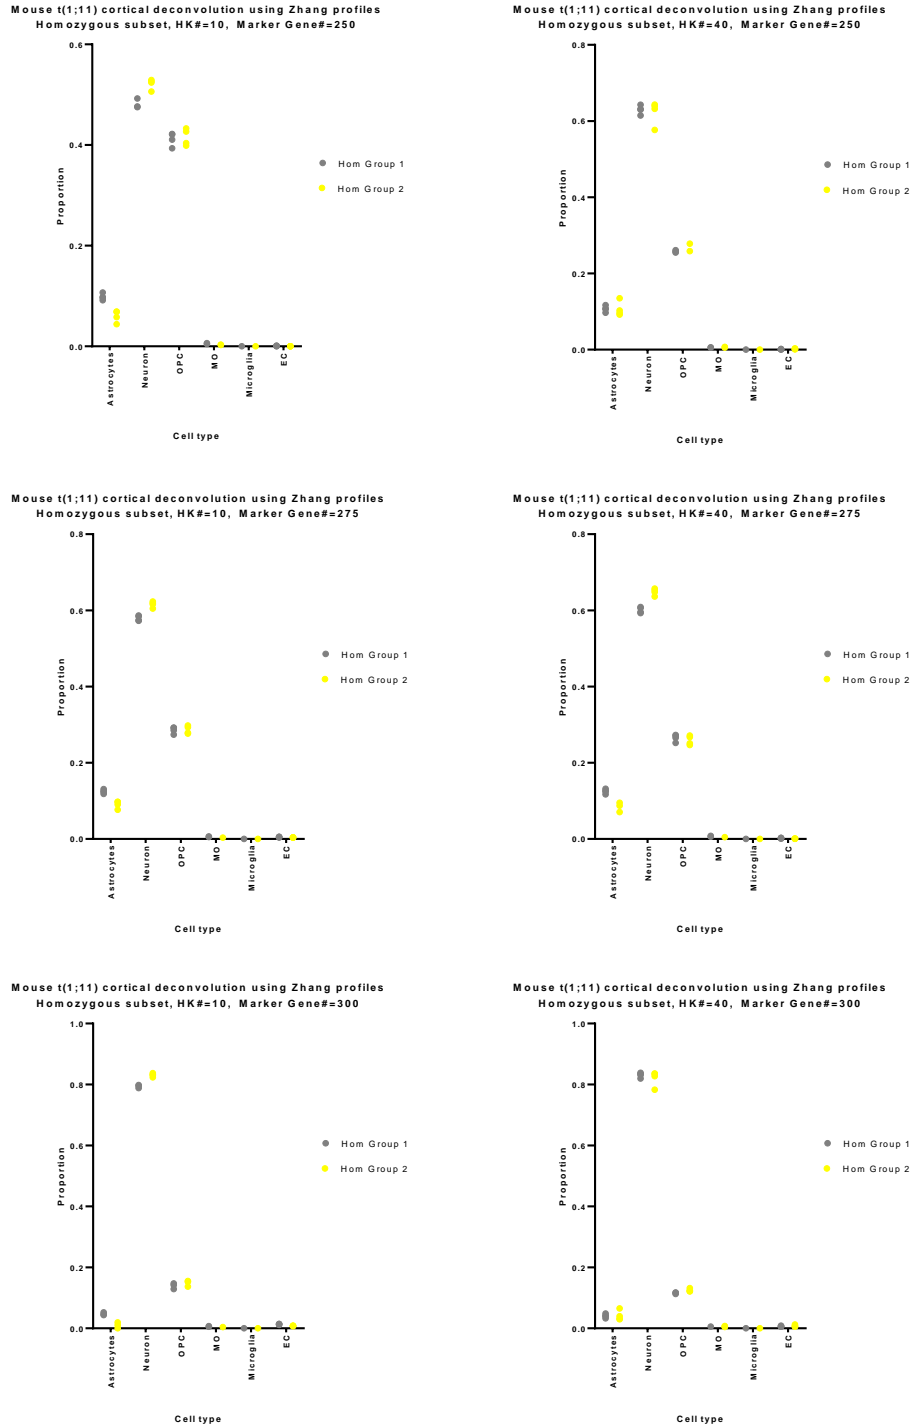 Mouse t(1;11) cortical deconvolution using Zhang profiles
Homozygous subset, HK#=10, Marker Gene#=250
0.6
0.4
0.2
0.0
Proportion
Astrocytes
Neuron
OPC
MO
Microglia
EC
Cell type
Hom Group 1
Hom Group 2
Mouse t(1;11) cortical deconvolution using Zhang profiles
Homozygous subset, HK#=40, Marker Gene#=250
0.8
0.6
0.4
0.2
0.0
Proportion
Astrocytes
Neuron
OPC
MO
Microglia
EC
Cell type
Hom Group 1
Hom Group 2
Mouse t(1;11) cortical deconvolution using Zhang profiles
Homozygous subset, HK#=10, Marker Gene#=275
0.8
0.6
0.4
0.2
0.0
Proportion
Astrocytes
Neuron
OPC
MO
Microglia
EC
Cell type
Hom Group 1
Hom Group 2
Mouse t(1;11) cortical deconvolution using Zhang profiles
Homozygous subset, HK#=40, Marker Gene#=275
0.8
0.6
0.4
0.2
0.0
Proportion
Astrocytes
Neuron
OPC
MO
Microglia
EC
Cell type
Hom Group 1
Hom Group 2
Mouse t(1;11) cortical deconvolution using Zhang profiles
Homozygous subset, HK#=10, Marker Gene#=300
1.0
0.8
0.6
0.4
0.2
0.0
Proportion
Astrocytes
Neuron
OPC
MO
Microglia
EC
Cell type
Hom Group 1
Hom Group 2
Mouse t(1;11) cortical deconvolution using Zhang profiles
Homozygous subset, HK#=40, Marker Gene#=300
1.0
0.8
0.6
0.4
0.2
0.0
Proportion
Astrocytes
Neuron
OPC
MO
Microglia
EC
Cell type
Hom Group 1
Hom Group 2